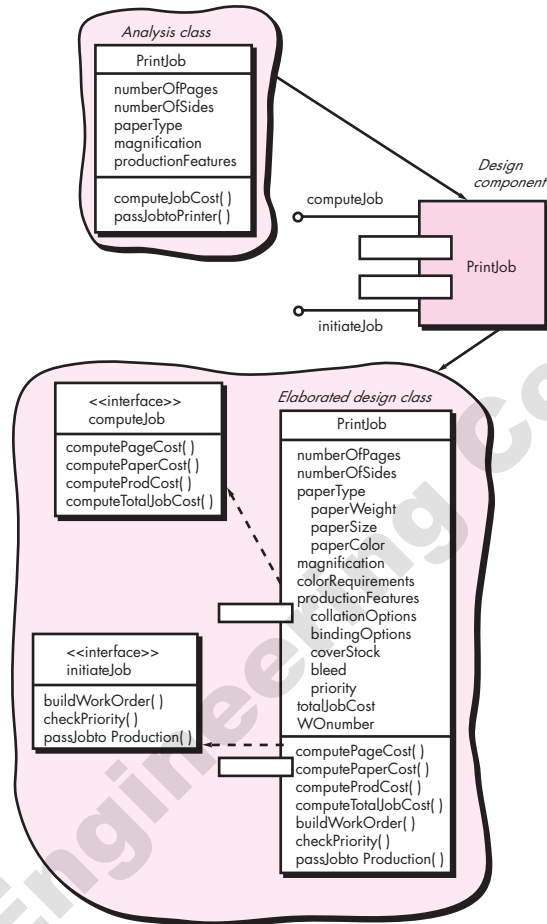 Analysis class
PrintJob
numberOfPages
numberOfSides
paperType
magnification
productionFeatures
computeJobCost( )
passJobtoPrinter( )
Design
component
computeJob
PrintJob
initiateJob
<<interface>>
computeJob
computePageCost( )
computePaperCost( )
computeProdCost( )
computeTotalJobCost( )
Elaborated design class
PrintJob
numberOfPages
numberOfSides
paperType
paperWeight
paperSize
paperColor
magnification
colorRequirements
productionFeatures
collationOptions
bindingOptions
coverStock
bleed
priority
totalJobCost
WOnumber
computePageCost( )
computePaperCost( )
computeProdCost( )
computeTotalJobCost( )
buildWorkOrder( )
checkPriority( )
passJobto Production( )
<<interface>>
initiateJob
buildWorkOrder( )
checkPriority( )
passJobto Production( )
Engineering Co